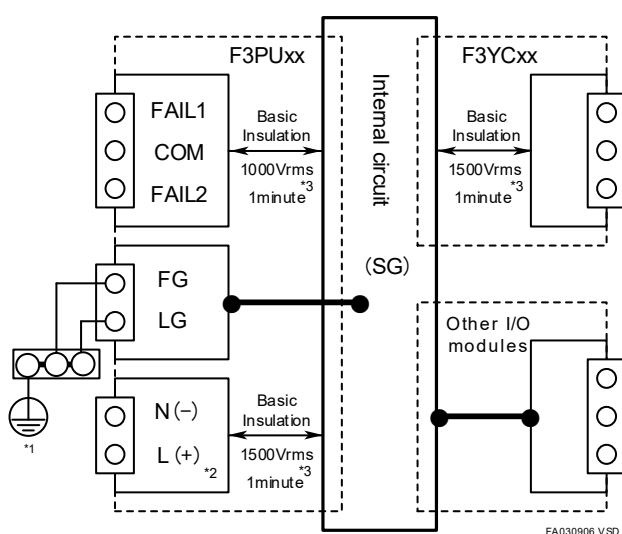 F3PUxx
FAIL1
COM
FAIL2
Basic
Insulation
1000Vrms
1minute*3
FG
LG
N(-)
L(+)
*2
Basic
Insulation
1500Vrms
1minute*3
*1
Internal circuit
(SG)
F3YCxx
Basic
Insulation
1500Vrms
1minute*3
Other I/O
modules
FA030906.VSD